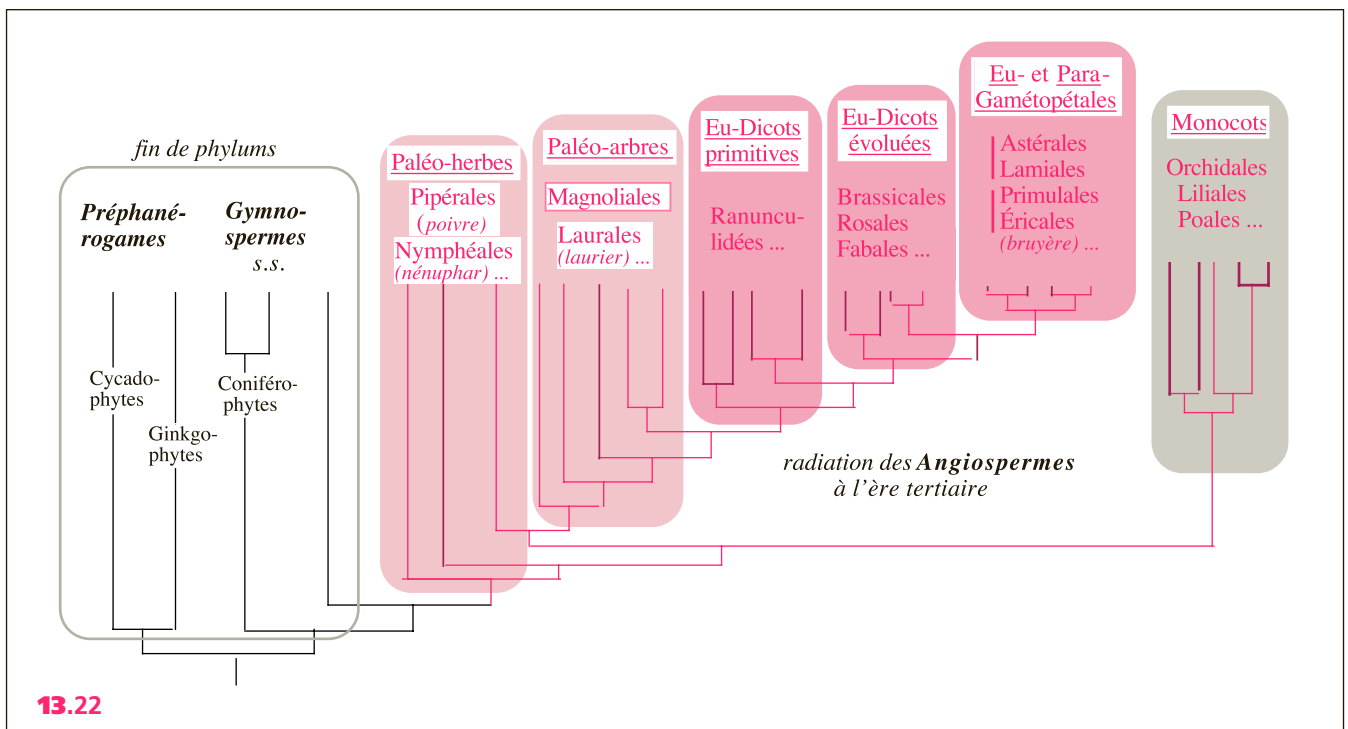 fin de phylums
Préphané-
rogames
Gymno-
spermes
s.s.
Cycado-
phytes
Ginkgo-
phytes
Coniféro-
phytes
Paléo-herbes
Pipérales
(poivre)
Nymphéales
(nénuphar) ...
Paléo-arbres
Magnoliales
Laurales
(laurier) ...
Eu-Dicots
primitives
Ranuncu-
lidées ...
Eu-Dicots
évoluées
Brassicales
Rosales
Fabales ...
Eu- et Para-
Gamétopétales
Astérales
Lamiales
Primulales
Éricales
(bruyère) ...
Monocots
Orchidales
Liliales
Poales ...
radiation des Angiospermes
à l'ère tertiaire
13.22